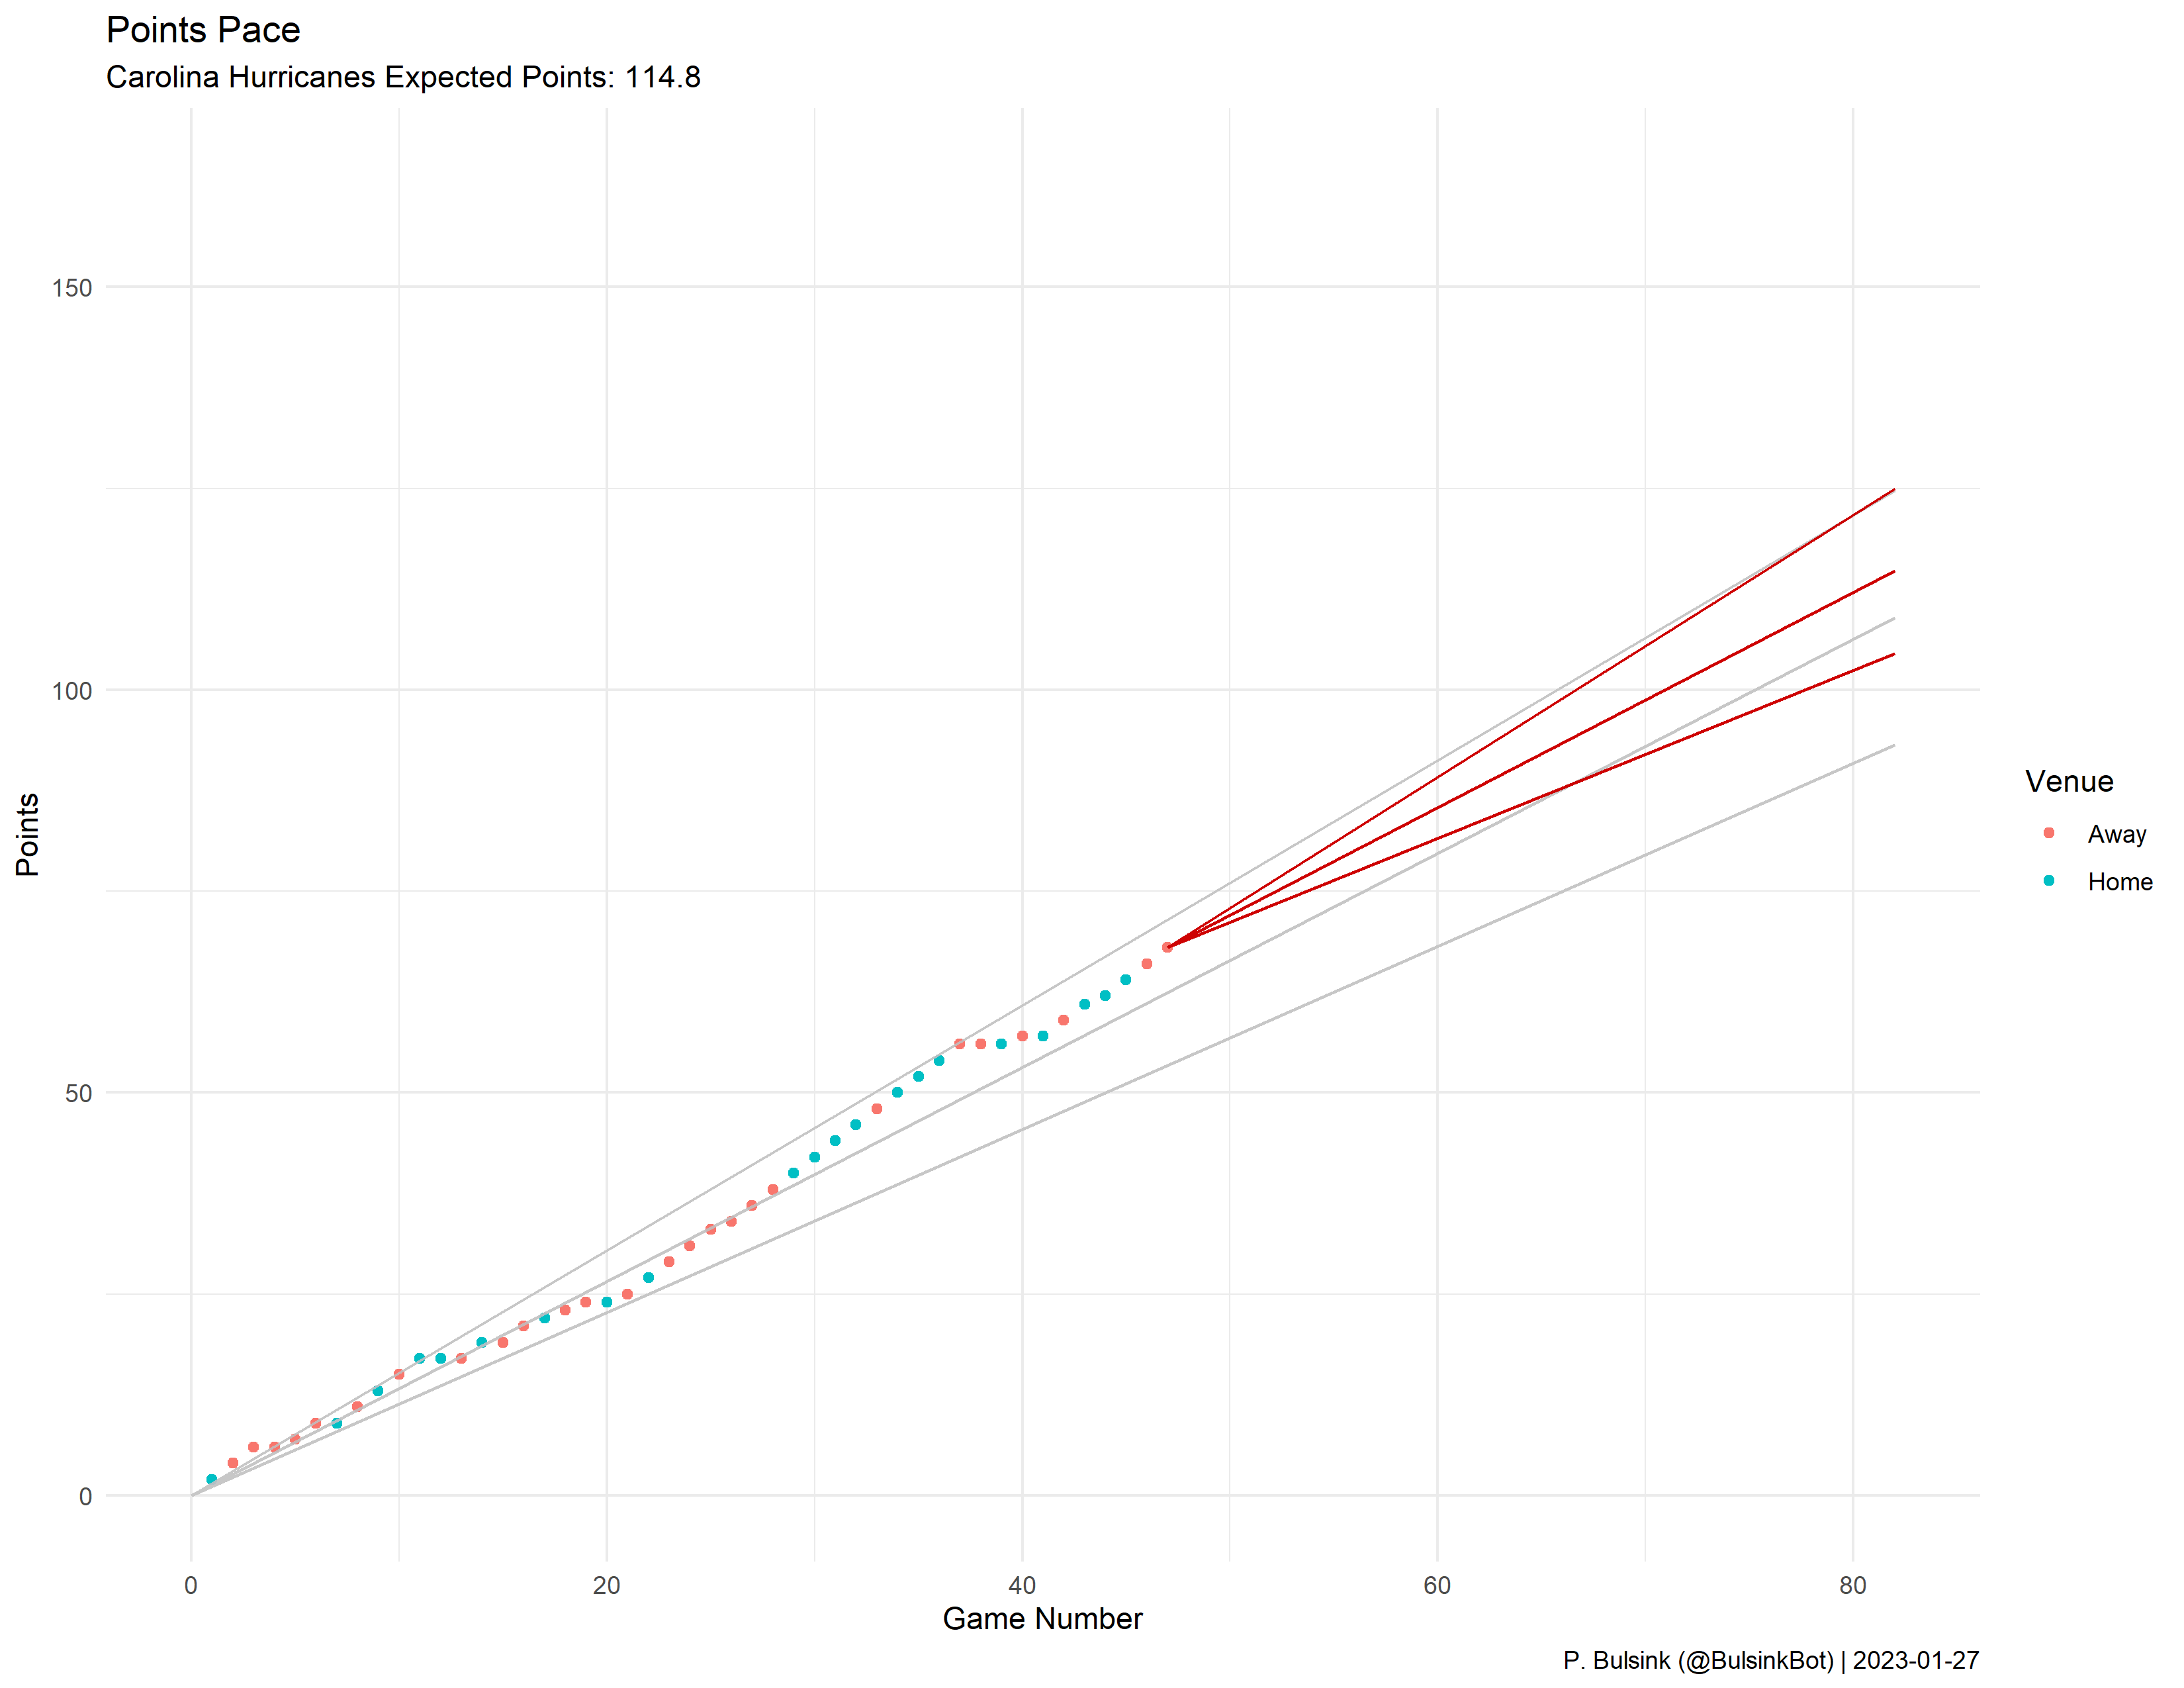 Points Pace
Carolina Hurricanes Expected Points: 114.8
150
100
50
0
Points
0 20 40 60 80
Game Number
Venue
Away
Home
P. Bulsink (@BulsinkBot) | 2023-01-27